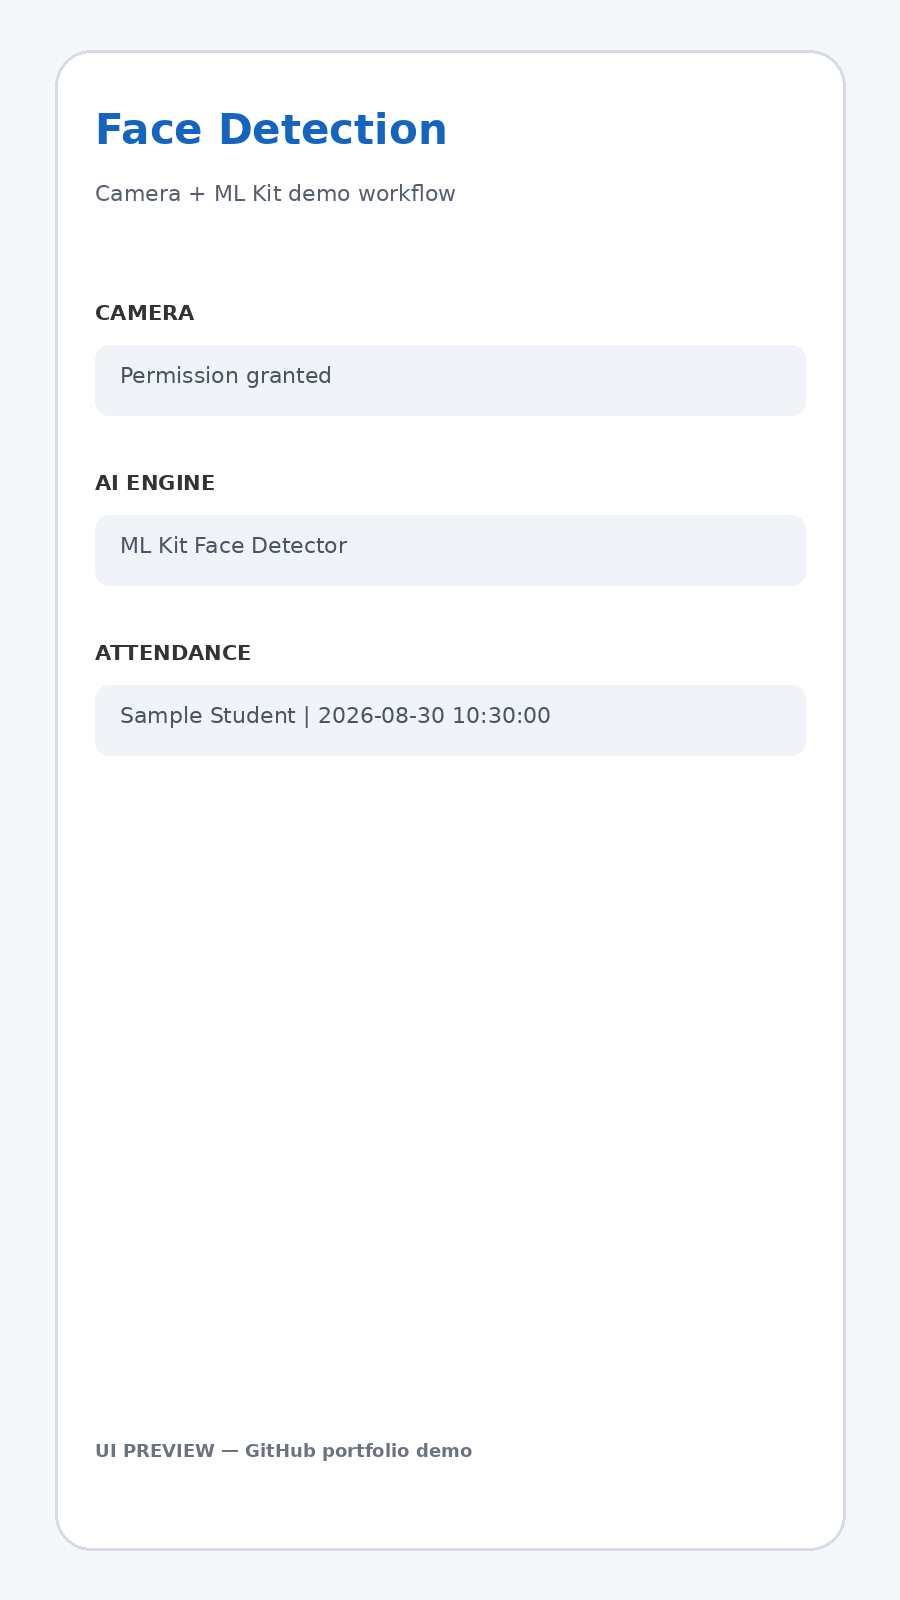 Face Detection
Camera + ML Kit demo workflow
CAMERA
Permission granted
AI ENGINE
ML Kit Face Detector
ATTENDANCE
Sample Student | 2026-08-30 10:30:00
UI PREVIEW — GitHub portfolio demo